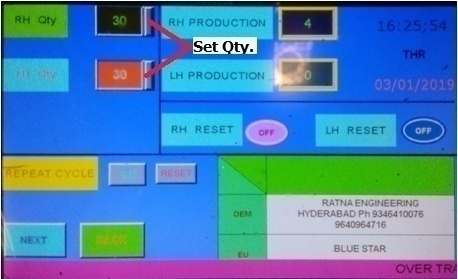 RH Qty 30
RH PRODUCTION 4
16:25;54
Set Qty.
THR
LH Qty 30
LH PRODUCTION 0
03/01/2019
RH RESET OFF
LH RESET OFF
REPEAT CYCLE
RESET
OEM
RATNA ENGINEERING
HYDERABAD Ph 9346410076
9640964716
NEXT
BACK
EU
BLUE STAR
OVER TRA